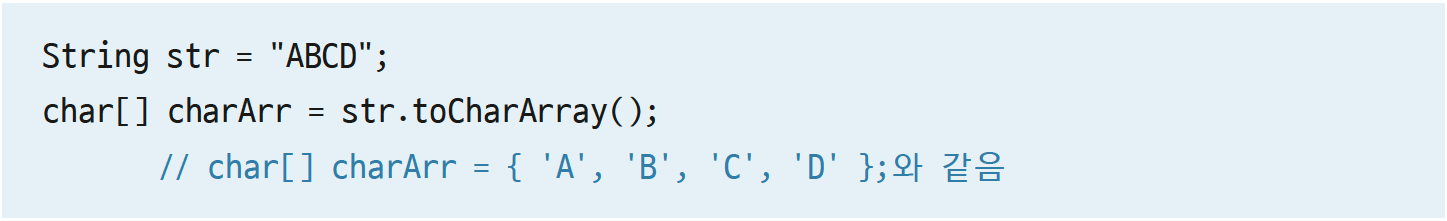 String str = "ABCD";
char[] charArr = str.toCharArray();
// char[] charArr = { 'A', 'B', 'C', 'D' };와 같음